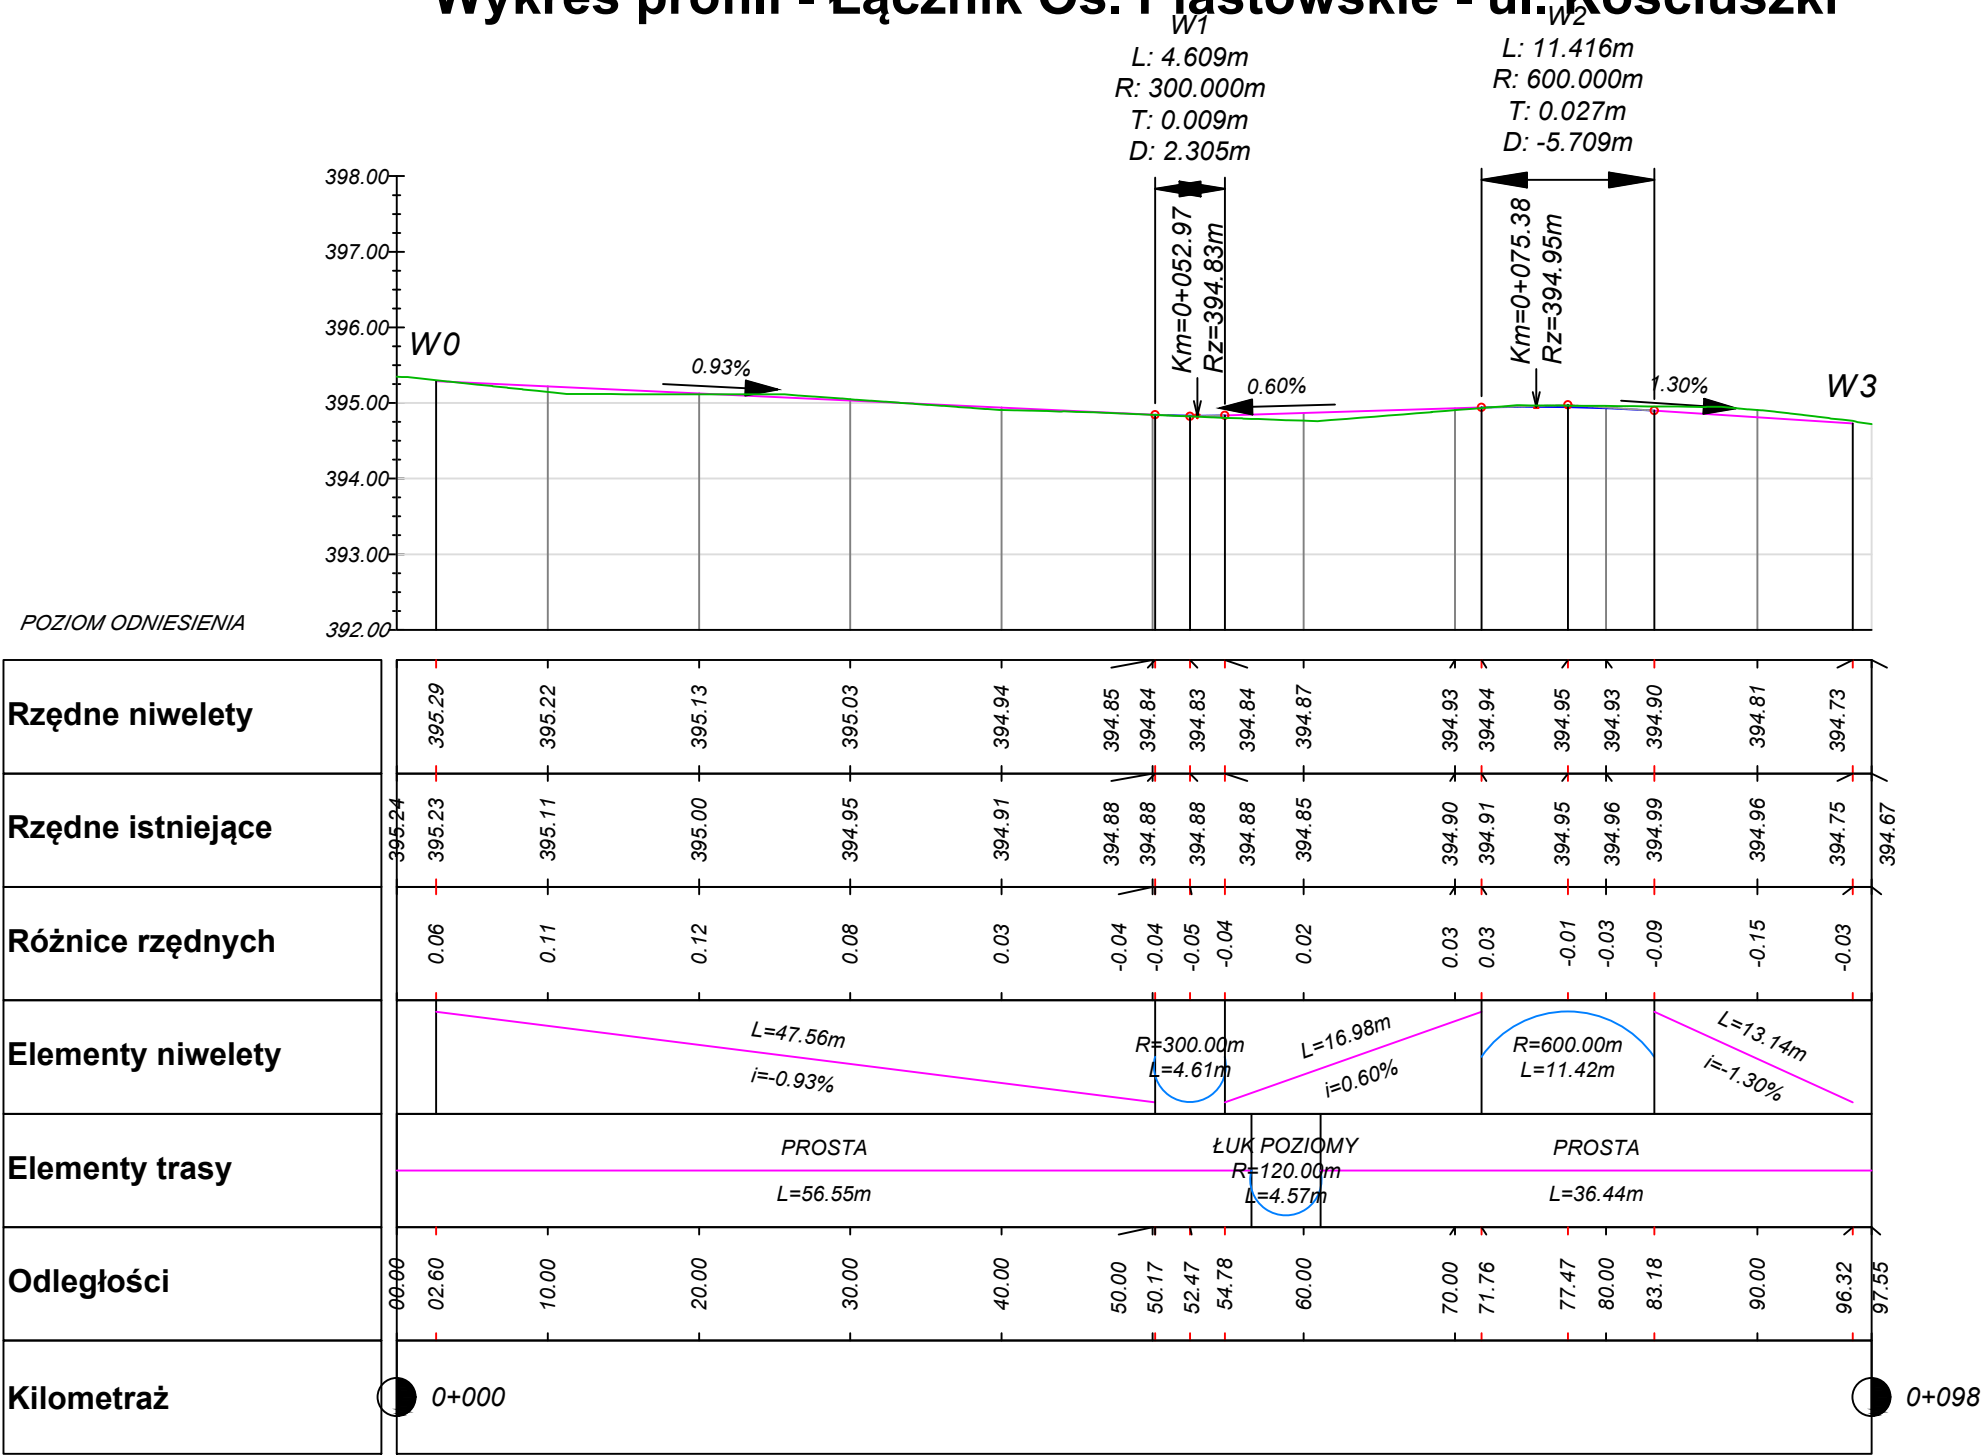 Wykres profili - Łącznik Os. Piastowskie - ul. Kościuszki
W1
L: 4.609m
R: 300.000m
T: 0.009m
D: 2.305m
W2
L: 11.416m
R: 600.000m
T: 0.027m
D: -5.709m
398.00
397.00
396.00
395.00
394.00
393.00
392.00
POZIOM ODNIESIENIA
W0
0.93%
Km=0+052.97
Rz=394.83m
0.60%
Km=0+075.38
Rz=394.95m
1.30%
W3
Rzędne niwelety
395.29 395.22 395.13 395.03 394.94 394.85 394.84 394.83 394.84 394.87 394.93 394.94 394.95 394.93 394.90 394.81 394.73
Rzędne istniejące
395.24 395.23 395.11 395.00 394.95 394.91 394.88 394.88 394.88 394.88 394.85 394.90 394.91 394.95 394.96 394.99 394.96 394.75 394.67
Różnice rzędnych
0.06 0.11 0.12 0.08 0.03 -0.04 -0.04 -0.05 -0.04 0.02 0.03 0.03 -0.01 -0.03 -0.09 -0.15 -0.03
Elementy niwelety
L=47.56m
i=-0.93%
R=300.00m
L=4.61m
L=16.98m
i=0.60%
R=600.00m
L=11.42m
L=13.14m
i=-1.30%
Elementy trasy
PROSTA
L=56.55m
ŁUK POZIOMY
R=120.00m
L=4.57m
PROSTA
L=36.44m
Odległości
00.00 02.60 10.00 20.00 30.00 40.00 50.00 50.17 52.47 54.78 60.00 70.00 71.76 77.47 80.00 83.18 90.00 96.32 97.55
Kilometraż
0+000
0+098